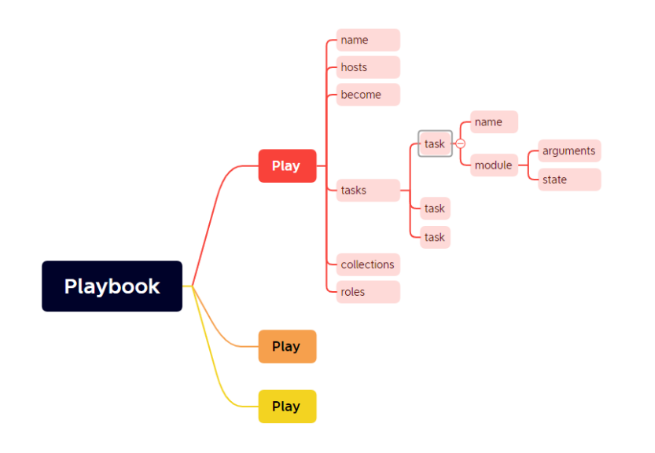 Playbook
Play
name
hosts
become
tasks
task
name
module
arguments
state
task
task
collections
roles
Play
Play